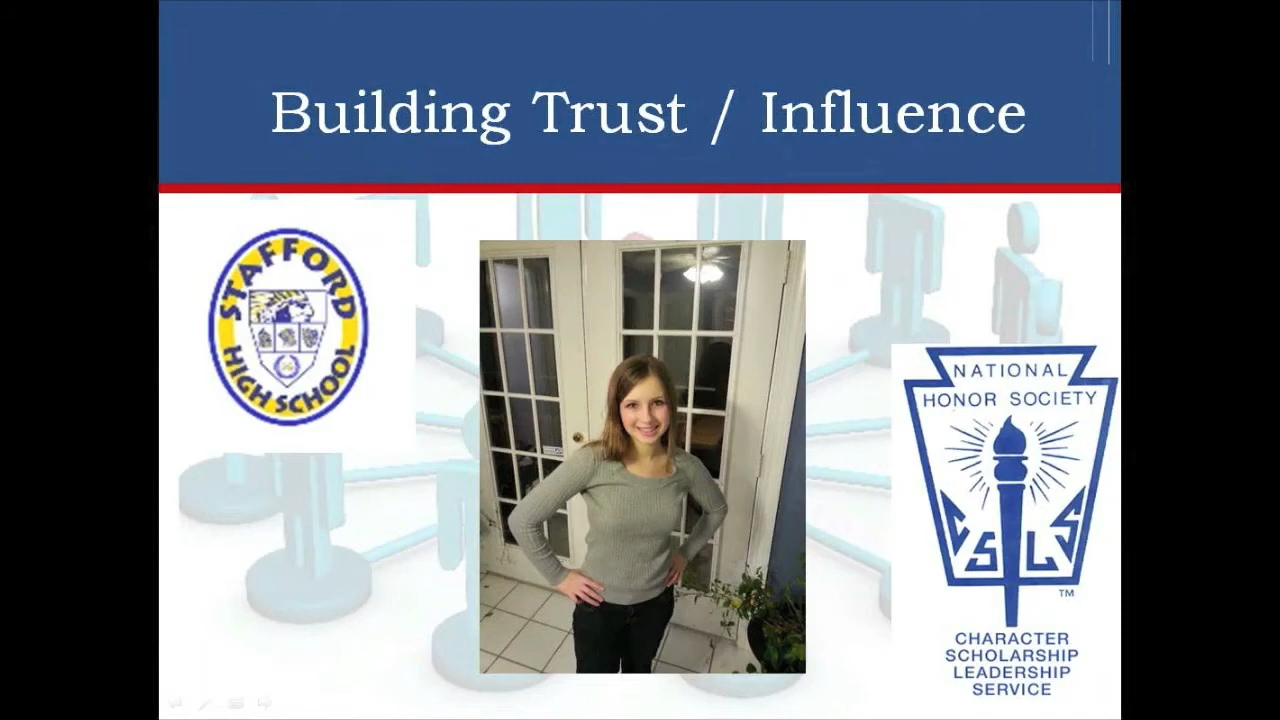 Building Trust / Influence
STAFFORD
HIGH SCHOOL
NATIONAL
HONOR SOCIETY
C S L S
TM
CHARACTER
SCHOLARSHIP
LEADERSHIP
SERVICE